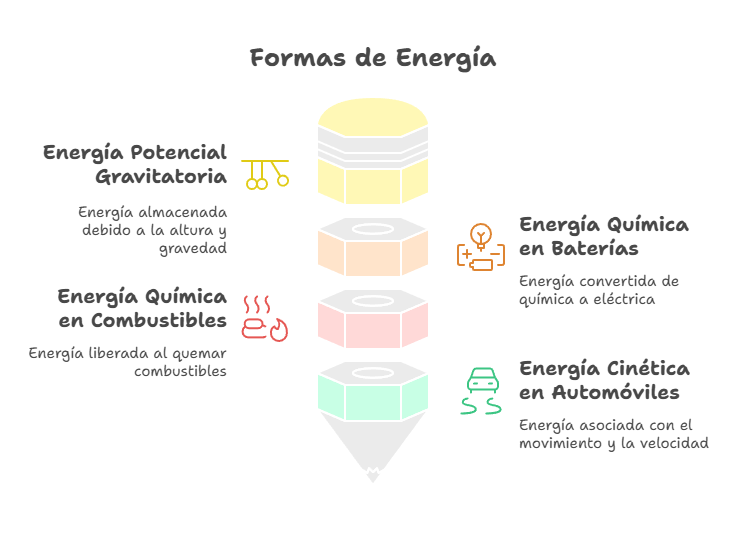 Formas de Energía
Energía Potencial
Gravitatoria
Energía almacenada
debido a la altura y
gravedad
Energía Química
en Baterías
Energía convertida de
química a eléctrica
Energía Química
en Combustibles
Energía liberada al quemar
combustibles
Energía Cinética
en Automóviles
Energía asociada con el
movimiento y la velocidad